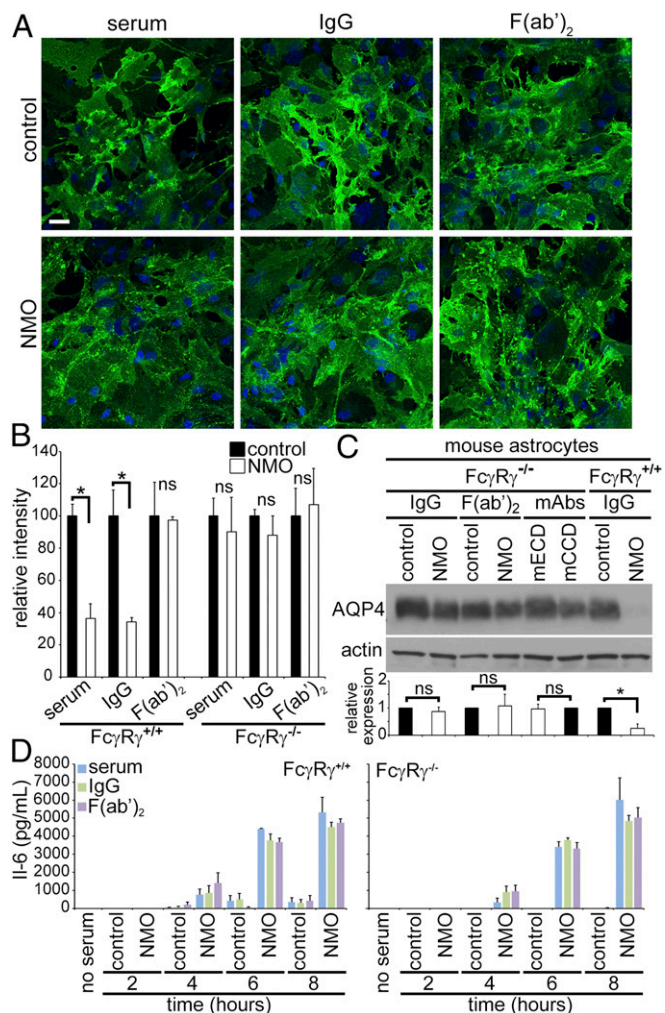 A
serum IgG F(ab')₂
control
NMO
B
control
NMO
relative intensity
140
120
100
80
60
40
20
0
* * ns ns ns ns
serum IgG F(ab')₂ serum IgG F(ab')₂
FcγRγ+/+ FcγRγ-/-
C
mouse astrocytes
FcγRγ-/- FcγRγ+/+
IgG F(ab')₂ mAbs IgG
control NMO control NMO mECD mCCD control NMO
AQP4
actin
relative expression
2
1
0
ns ns ns *
D
serum
IgG
F(ab')₂
FcγRγ+/+ FcγRγ-/-
Il-6 (pg/mL)
8000
7000
6000
5000
4000
3000
2000
1000
0
no serum control NMO control NMO control NMO control NMO no serum control NMO control NMO control NMO control NMO
2 4 6 8 2 4 6 8
time (hours) time (hours)